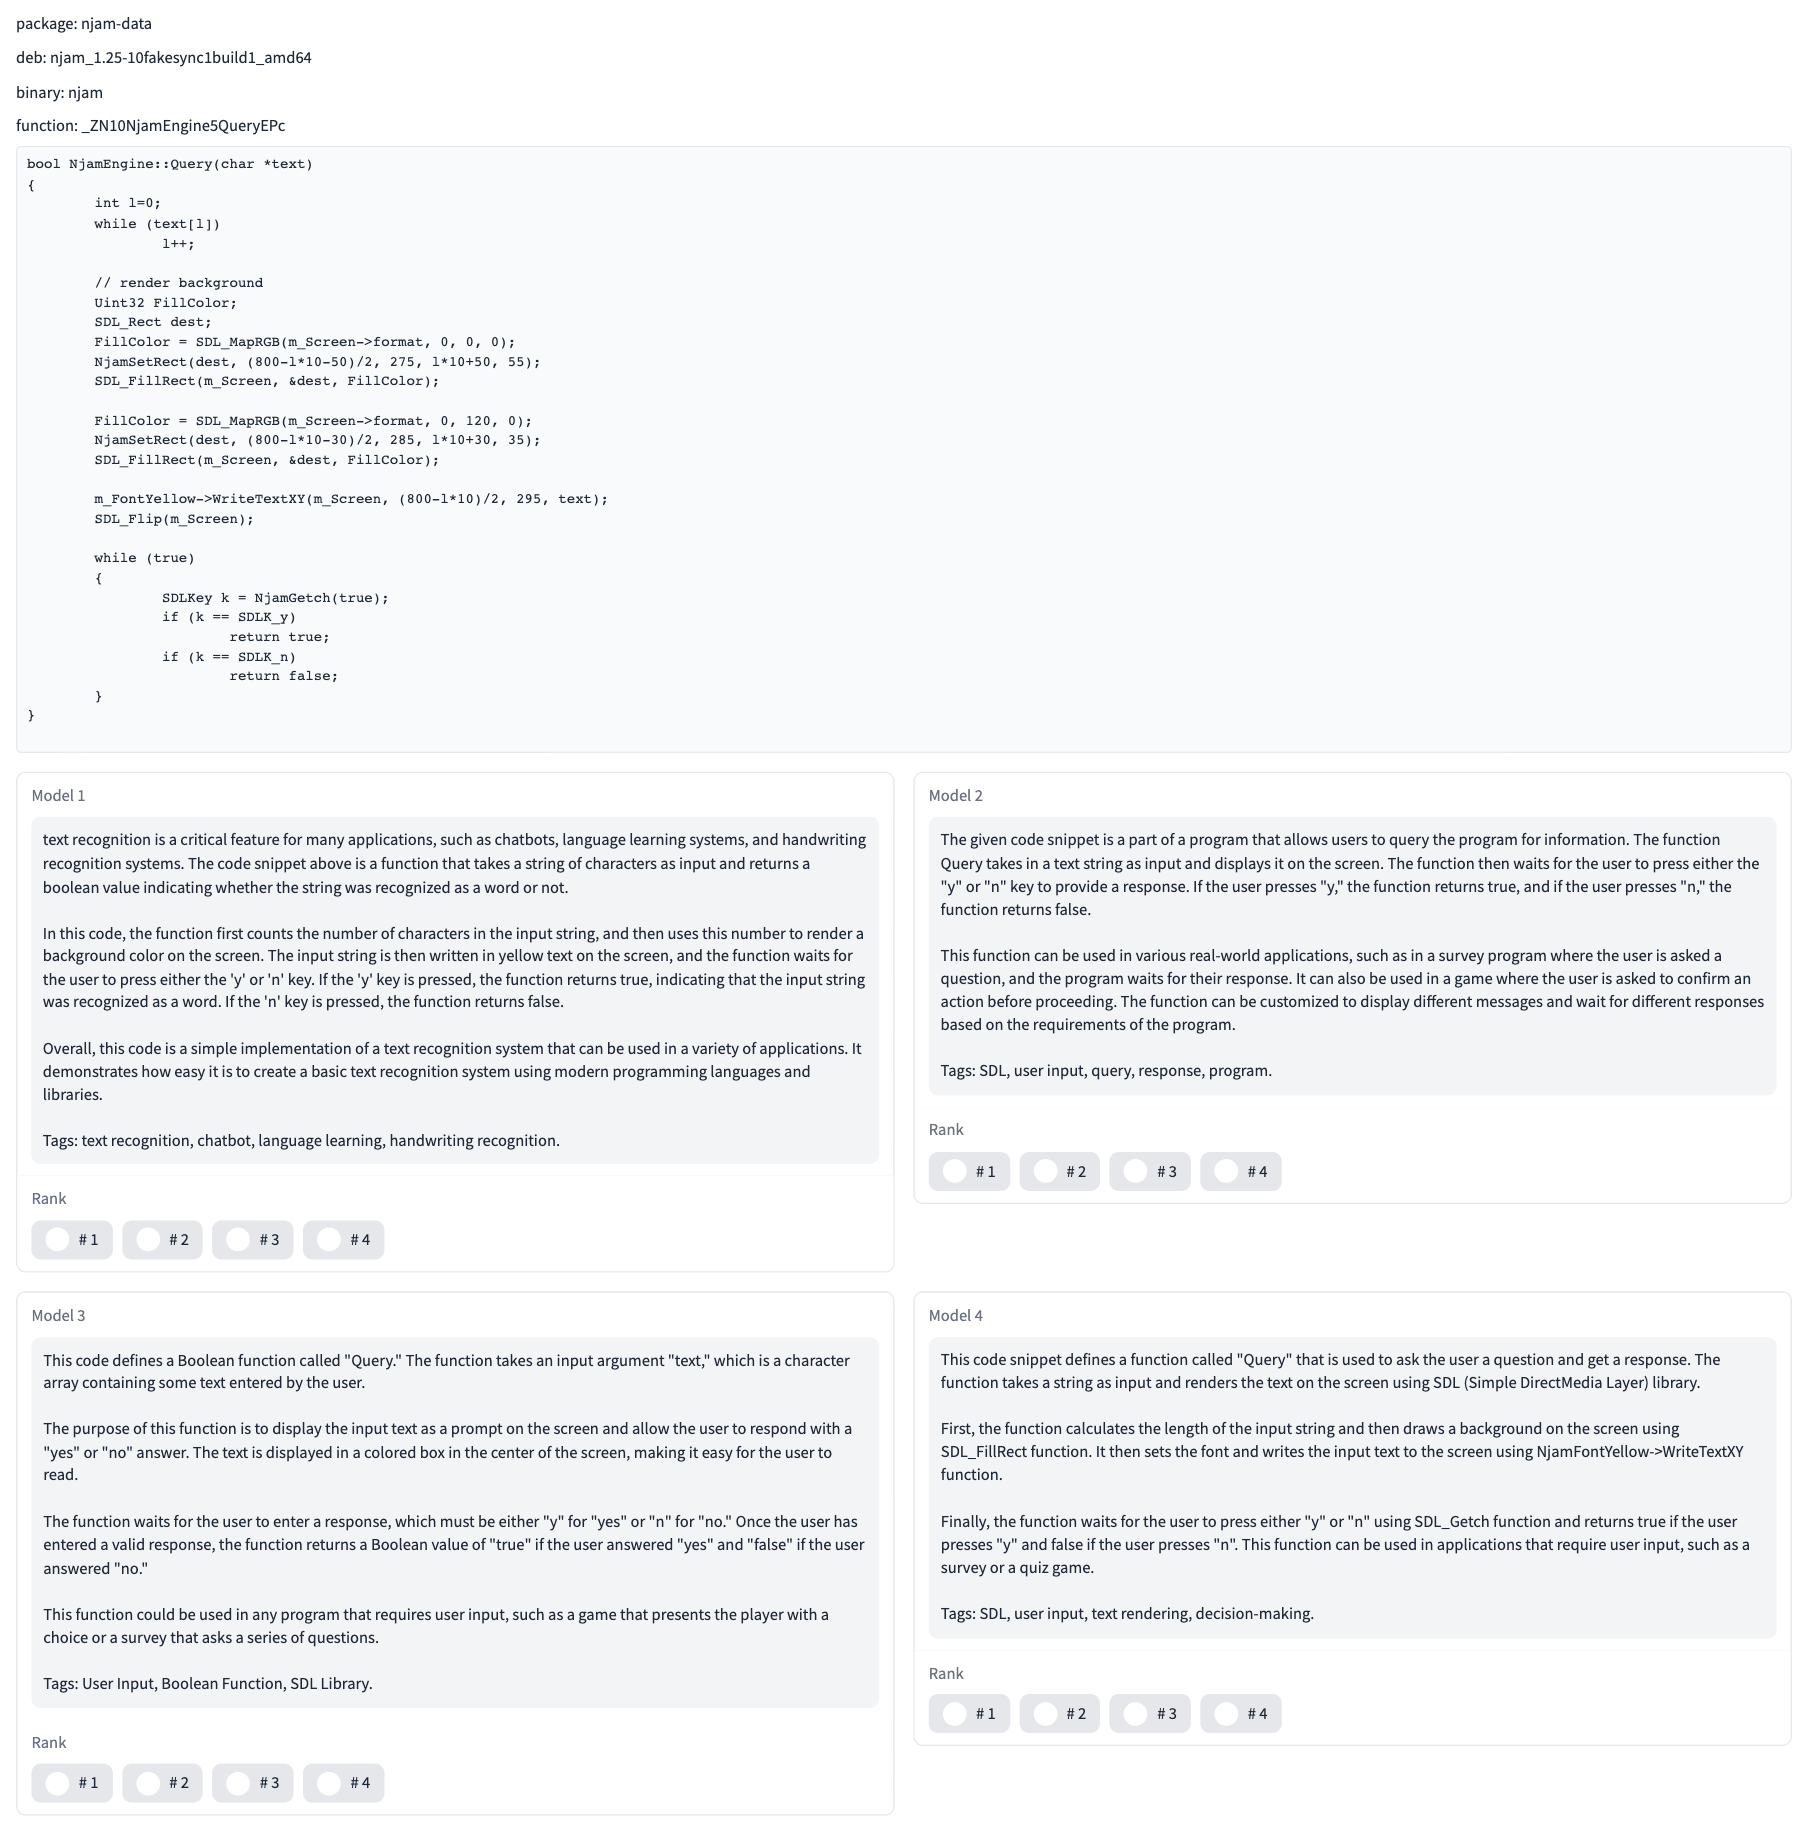 package: njam-data
deb: njam_1.25-10fakesync1build1_amd64
binary: njam
function: _ZN10NjamEngine5QueryEPc
bool NjamEngine::Query(char *text)
{
        int l=0;
        while (text[l])
                l++;

        // render background
        Uint32 FillColor;
        SDL_Rect dest;
        FillColor = SDL_MapRGB(m_Screen->format, 0, 0, 0);
        NjamSetRect(dest, (800-l*10-50)/2, 275, l*10+50, 55);
        SDL_FillRect(m_Screen, &dest, FillColor);

        FillColor = SDL_MapRGB(m_Screen->format, 0, 120, 0);
        NjamSetRect(dest, (800-l*10-30)/2, 285, l*10+30, 35);
        SDL_FillRect(m_Screen, &dest, FillColor);

        m_FontYellow->WriteTextXY(m_Screen, (800-l*10)/2, 295, text);
        SDL_Flip(m_Screen);

        while (true)
        {
                SDLKey k = NjamGetch(true);
                if (k == SDLK_y)
                        return true;
                if (k == SDLK_n)
                        return false;
        }
}
Model 1
text recognition is a critical feature for many applications, such as chatbots, language learning systems, and handwriting
recognition systems. The code snippet above is a function that takes a string of characters as input and returns a
boolean value indicating whether the string was recognized as a word or not.
In this code, the function first counts the number of characters in the input string, and then uses this number to render a
background color on the screen. The input string is then written in yellow text on the screen, and the function waits for
the user to press either the 'y' or 'n' key. If the 'y' key is pressed, the function returns true, indicating that the input string
was recognized as a word. If the 'n' key is pressed, the function returns false.
Overall, this code is a simple implementation of a text recognition system that can be used in a variety of applications. It
demonstrates how easy it is to create a basic text recognition system using modern programming languages and
libraries.
Tags: text recognition, chatbot, language learning, handwriting recognition.
Rank
# 1 # 2 # 3 # 4
Model 2
The given code snippet is a part of a program that allows users to query the program for information. The function
Query takes in a text string as input and displays it on the screen. The function then waits for the user to press either the
"y" or "n" key to provide a response. If the user presses "y," the function returns true, and if the user presses "n," the
function returns false.
This function can be used in various real-world applications, such as in a survey program where the user is asked a
question, and the program waits for their response. It can also be used in a game where the user is asked to confirm an
action before proceeding. The function can be customized to display different messages and wait for different responses
based on the requirements of the program.
Tags: SDL, user input, query, response, program.
Rank
# 1 # 2 # 3 # 4
Model 3
This code defines a Boolean function called "Query." The function takes an input argument "text," which is a character
array containing some text entered by the user.
The purpose of this function is to display the input text as a prompt on the screen and allow the user to respond with a
"yes" or "no" answer. The text is displayed in a colored box in the center of the screen, making it easy for the user to
read.
The function waits for the user to enter a response, which must be either "y" for "yes" or "n" for "no." Once the user has
entered a valid response, the function returns a Boolean value of "true" if the user answered "yes" and "false" if the user
answered "no."
This function could be used in any program that requires user input, such as a game that presents the player with a
choice or a survey that asks a series of questions.
Tags: User Input, Boolean Function, SDL Library.
Rank
# 1 # 2 # 3 # 4
Model 4
This code snippet defines a function called "Query" that is used to ask the user a question and get a response. The
function takes a string as input and renders the text on the screen using SDL (Simple DirectMedia Layer) library.
First, the function calculates the length of the input string and then draws a background on the screen using
SDL_FillRect function. It then sets the font and writes the input text to the screen using NjamFontYellow->WriteTextXY
function.
Finally, the function waits for the user to press either "y" or "n" using SDL_Getch function and returns true if the user
presses "y" and false if the user presses "n". This function can be used in applications that require user input, such as a
survey or a quiz game.
Tags: SDL, user input, text rendering, decision-making.
Rank
# 1 # 2 # 3 # 4